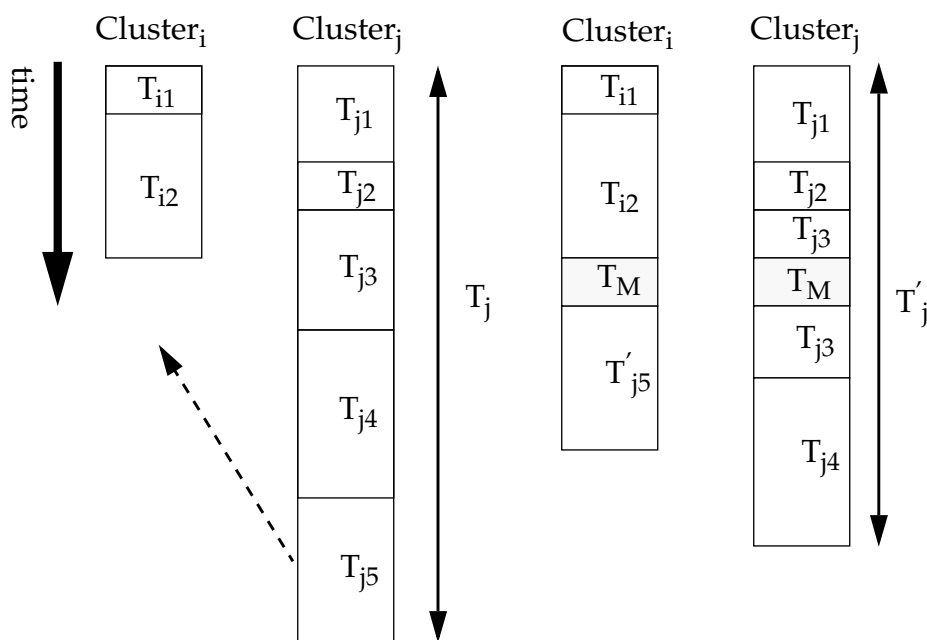 Cluster_i
Cluster_j
Cluster_i
Cluster_j
time
T_i1
T_i2
T_j1
T_j2
T_j3
T_j4
T_j5
T_j
T_i1
T_i2
T_M
T'_j5
T_j1
T_j2
T_j3
T_M
T_j3
T_j4
T'_j